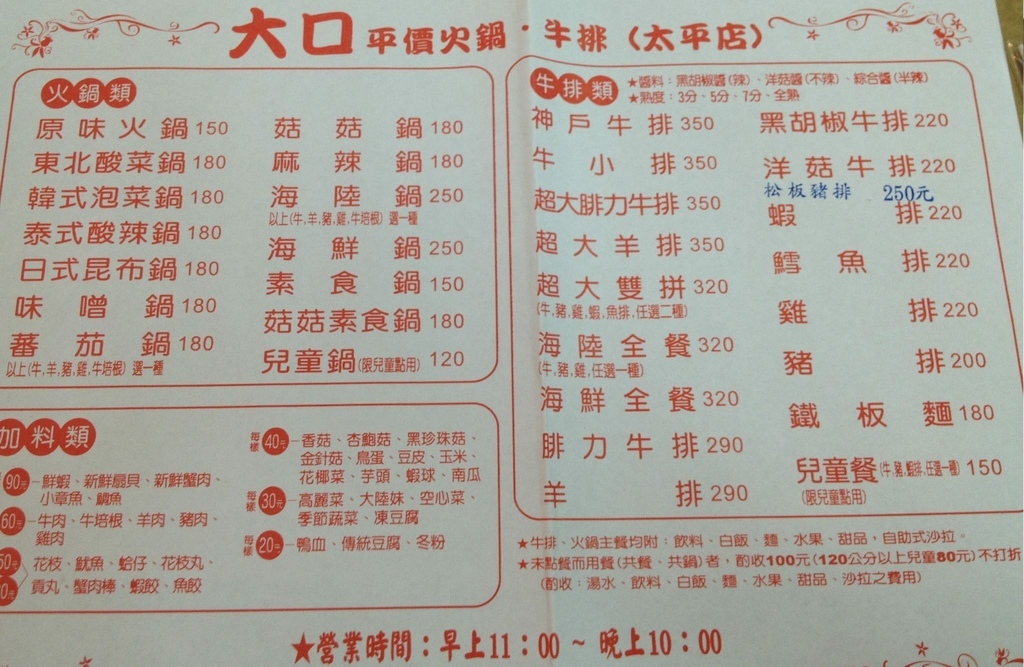 大口 平價火鍋・牛排（太平店）
火鍋類
原味火鍋 150
東北酸菜鍋 180
韓式泡菜鍋 180
泰式酸辣鍋 180
日式昆布鍋 180
味噌鍋 180
蕃茄鍋 180
以上(牛,羊,豬,雞,牛培根) 選一種
菇菇鍋 180
麻辣鍋 180
海陸鍋 250
以上(牛,羊,豬,雞,牛培根) 選一種
海鮮鍋 250
素食鍋 150
菇菇素食鍋 180
兒童鍋(限兒童點用) 120
加料類
90元－鮮蝦、新鮮扇貝、新鮮蟹肉、
小章魚、鯛魚
60元－牛肉、牛培根、羊肉、豬肉、
雞肉
花枝、魷魚、蛤仔、花枝丸、
貢丸、蟹肉棒、蝦餃、魚餃
每樣 40元－香菇、杏鮑菇、黑珍珠菇、
金針菇、鳥蛋、豆皮、玉米、
花椰菜、芋頭、蝦球、南瓜
每樣 30元－高麗菜、大陸妹、空心菜、
季節蔬菜、凍豆腐
每樣 20元－鴨血、傳統豆腐、冬粉
牛排類
★醬料：黑胡椒醬(辣)、洋菇醬(不辣)、綜合醬(半辣)
★熟度：3分、5分、7分、全熟
神戶牛排 350
牛小排 350
超大腓力牛排 350
超大羊排 350
超大雙拼 320
(牛,豬,雞,蝦,魚排,任選二種)
海陸全餐 320
(牛,豬,雞,任選一種)
海鮮全餐 320
腓力牛排 290
羊排 290
黑胡椒牛排 220
洋菇牛排 220
松板豬排 250元
蝦排 220
鱈魚排 220
雞排 220
豬排 200
鐵板麵 180
兒童餐(牛,豬,蝦排,任選一種) 150
(限兒童點用)
★牛排、火鍋主餐均附：飲料、白飯、麵、水果、甜品，自助式沙拉。
★未點餐而用餐(共餐、共鍋)者，酌收100元(120公分以上兒童80元)不打折
(酌收：湯水、飲料、白飯、麵、水果、甜品、沙拉之費用)
★營業時間：早上11：00 ~ 晚上10：00